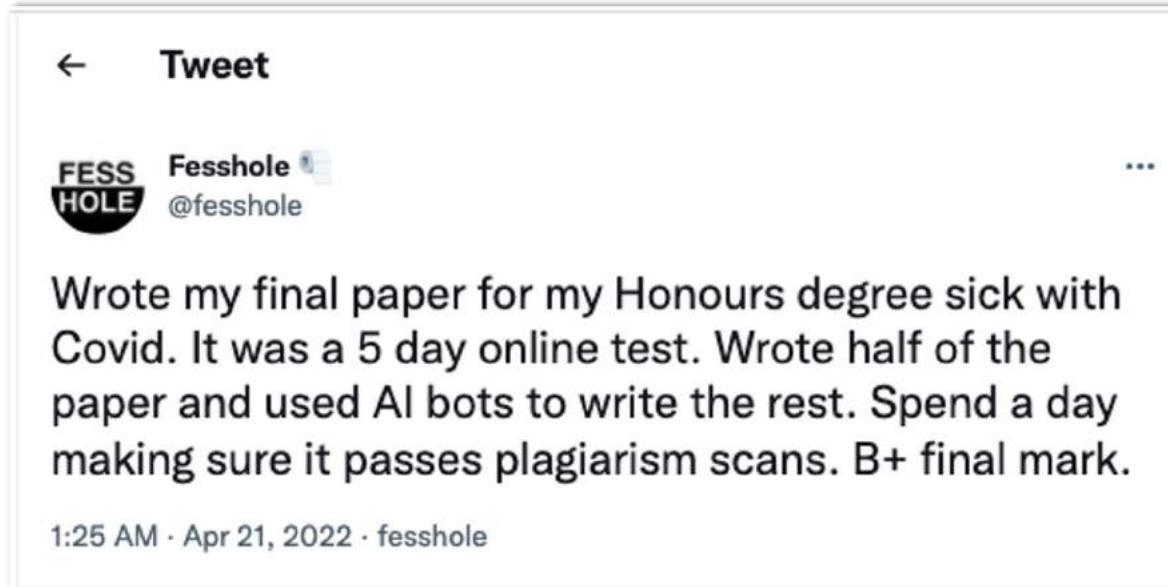 ← Tweet
FESS
HOLE
Fesshole 🧻
@fesshole
...
Wrote my final paper for my Honours degree sick with
Covid. It was a 5 day online test. Wrote half of the
paper and used AI bots to write the rest. Spend a day
making sure it passes plagiarism scans. B+ final mark.
1:25 AM · Apr 21, 2022 · fesshole